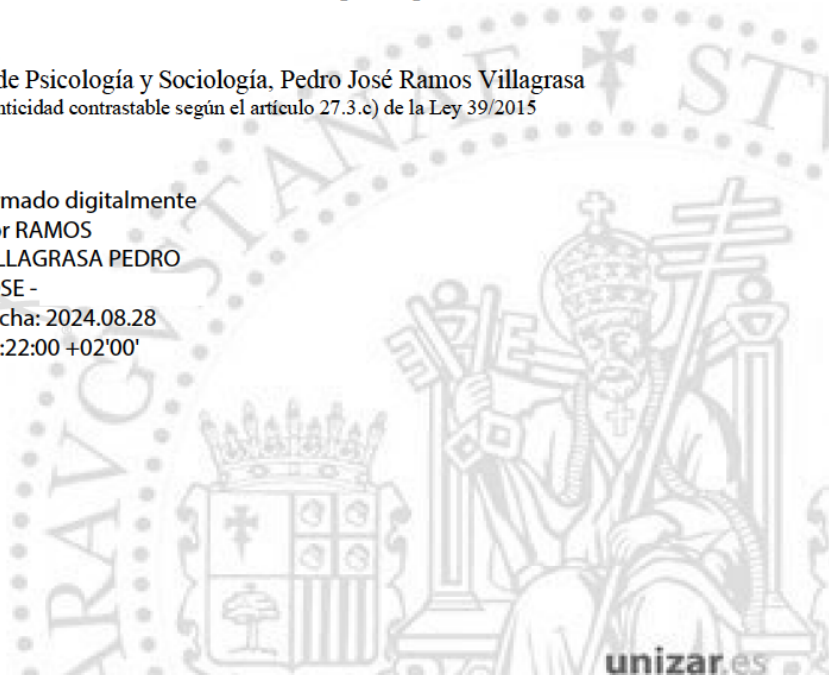 de Psicología y Sociología, Pedro José Ramos Villagrasa
nticidad contrastable según el artículo 27.3.c) de la Ley 39/2015
rmado digitalmente
or RAMOS
LLAGRASA PEDRO
SE -
cha: 2024.08.28
:22:00 +02'00'
unizar.es